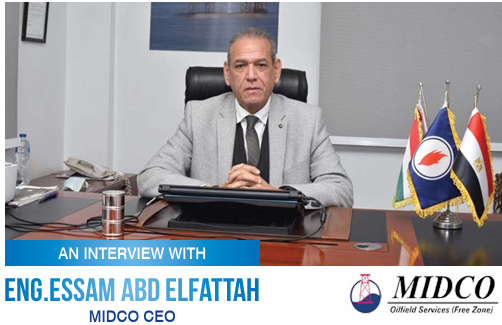 AN INTERVIEW WITH
ENG.ESSAM ABD ELFATTAH
MIDCO CEO
MIDCO
Oilfield Services (Free Zone)